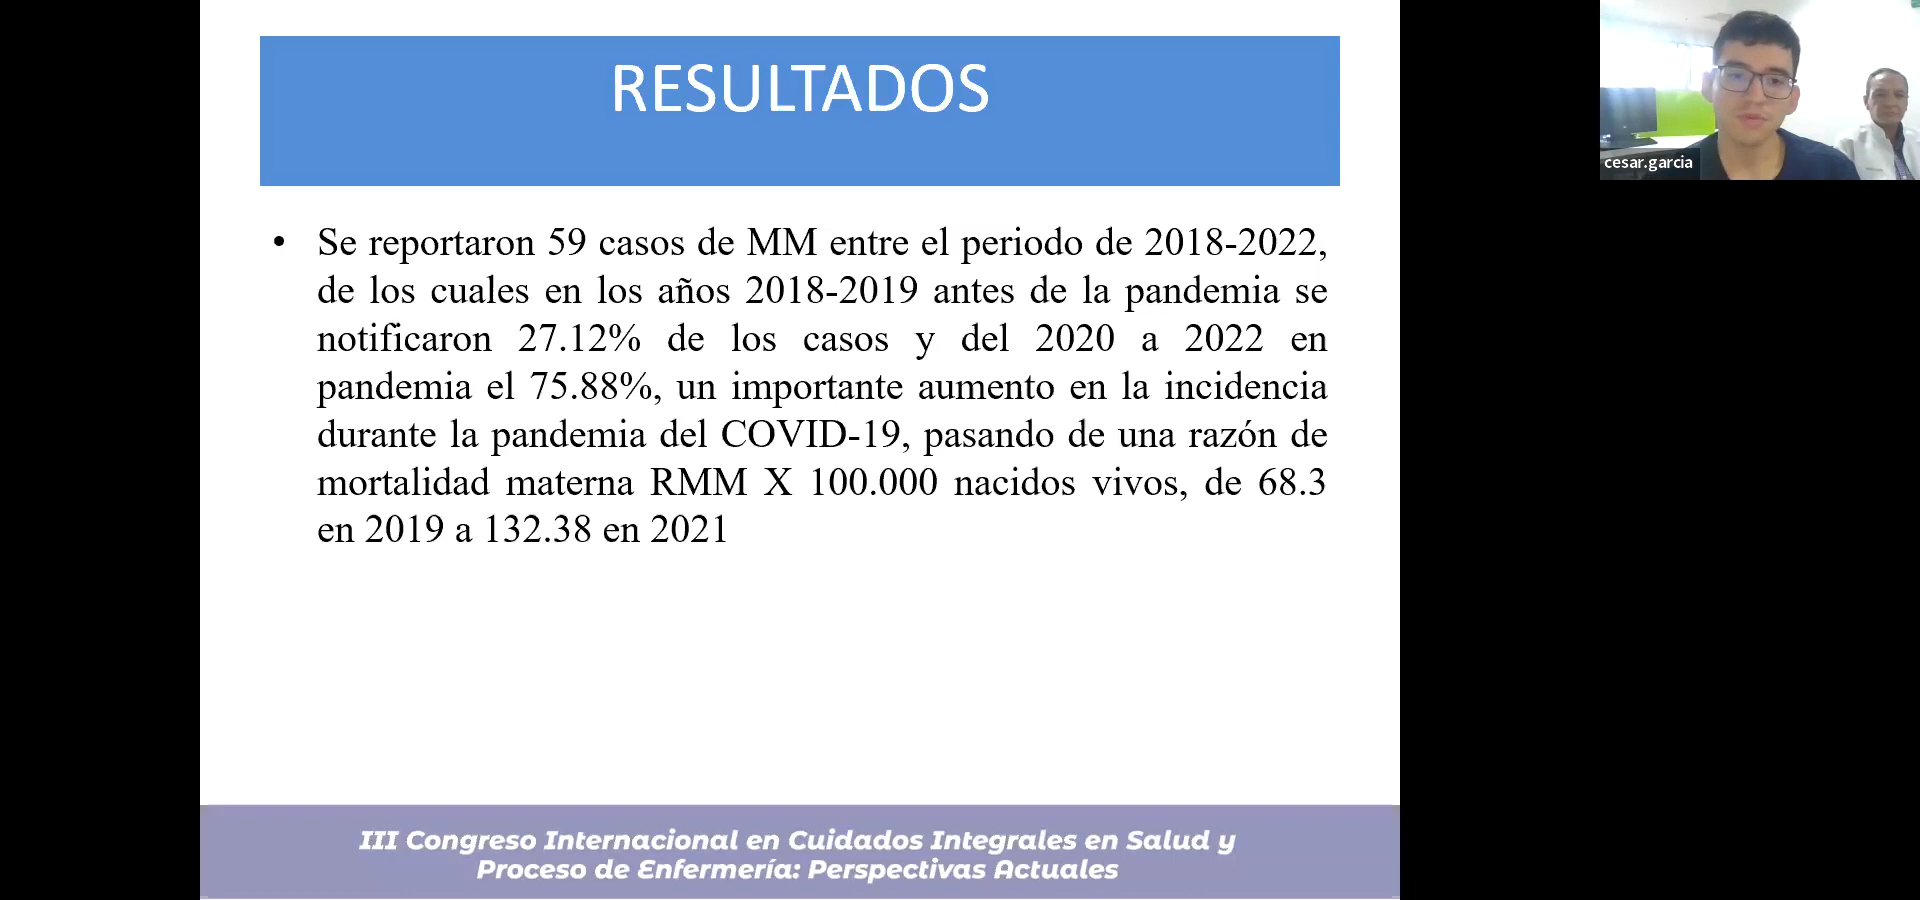 RESULTADOS
• Se reportaron 59 casos de MM entre el periodo de 2018-2022,
de los cuales en los años 2018-2019 antes de la pandemia se
notificaron 27.12% de los casos y del 2020 a 2022 en
pandemia el 75.88%, un importante aumento en la incidencia
durante la pandemia del COVID-19, pasando de una razón de
mortalidad materna RMM X 100.000 nacidos vivos, de 68.3
en 2019 a 132.38 en 2021
cesar.garcia
III Congreso Internacional en Cuidados Integrales en Salud y
Proceso de Enfermería: Perspectivas Actuales